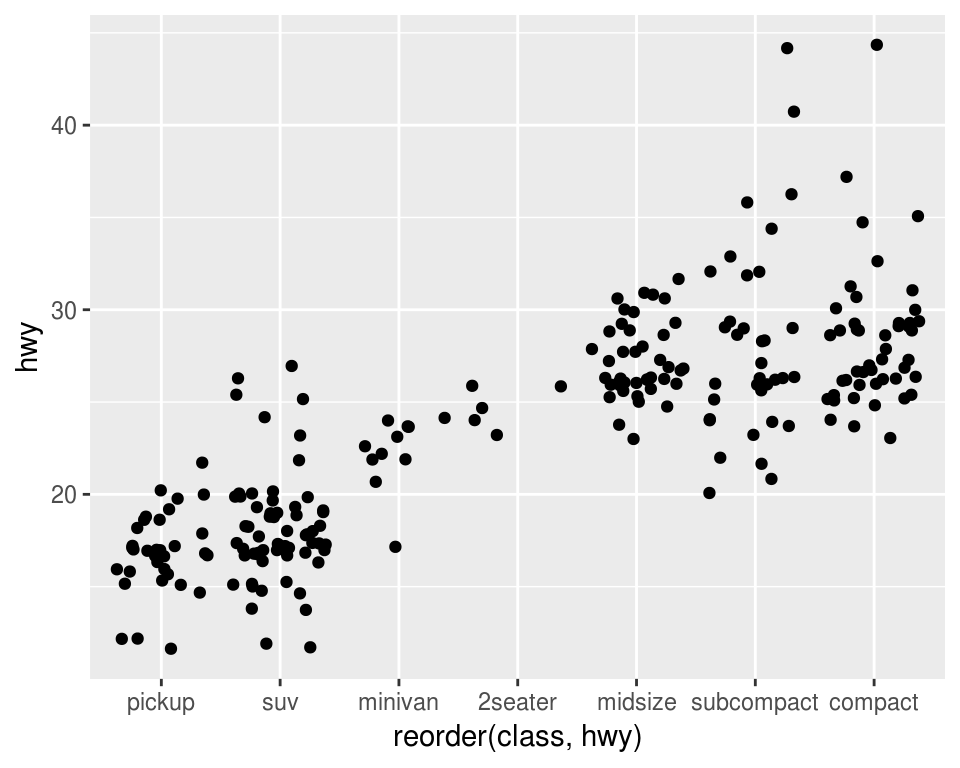 hwy
40
30
20
pickup suv minivan 2seater midsize subcompact compact
reorder(class, hwy)